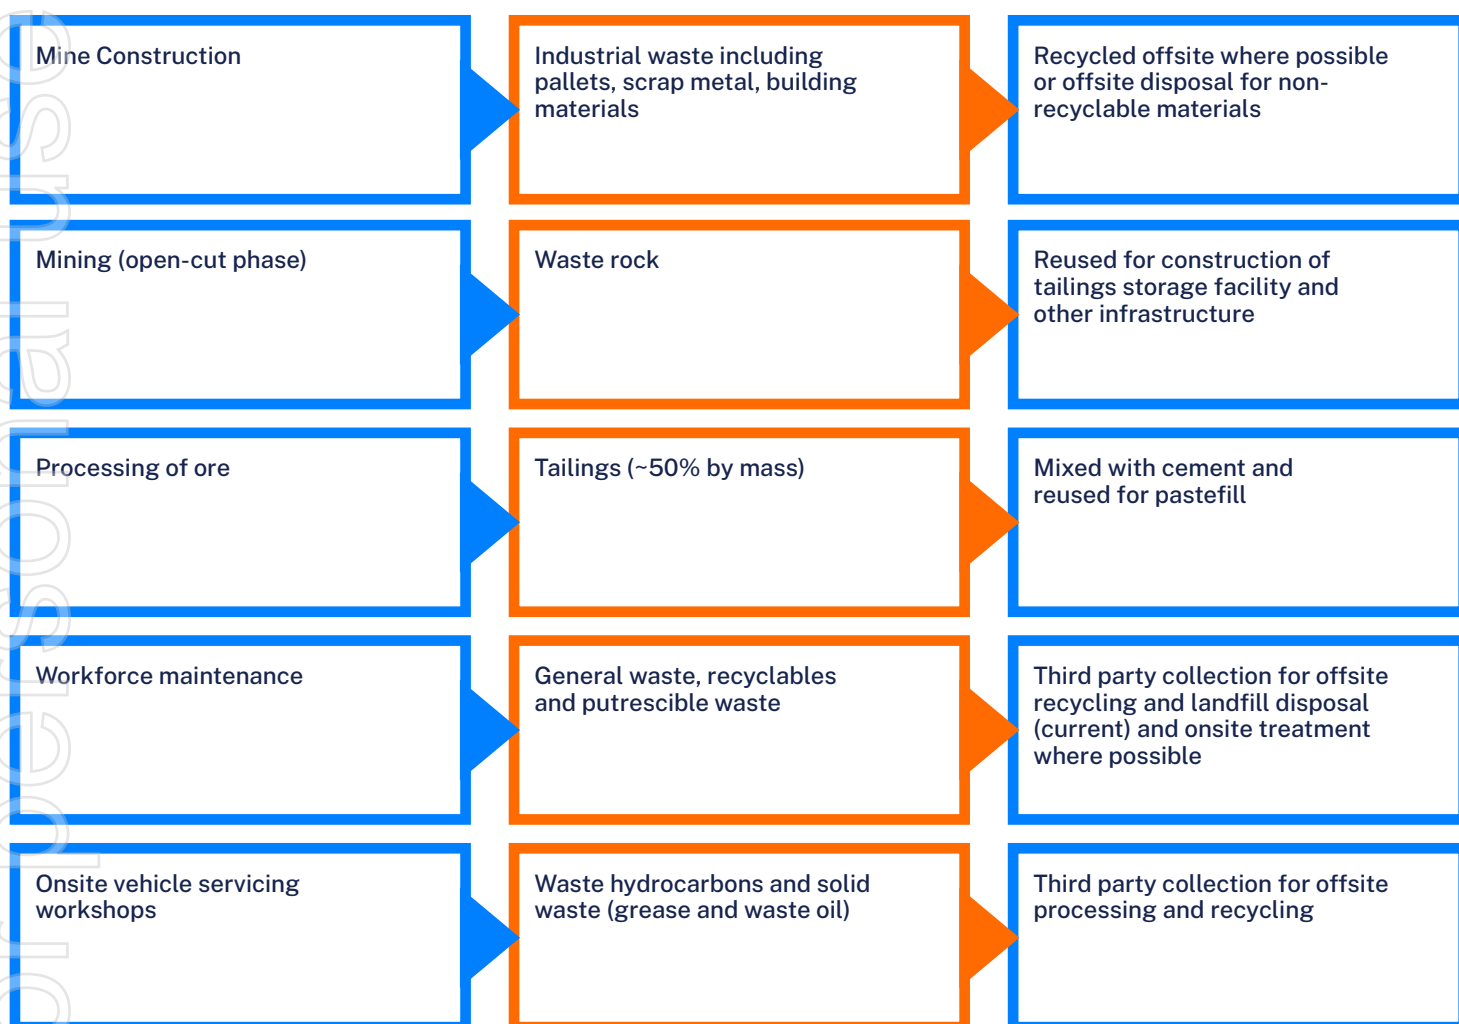 Mine Construction
Industrial waste including
pallets, scrap metal, building
materials
Recycled offsite where possible
or offsite disposal for non-
recyclable materials
Mining (open-cut phase)
Waste rock
Reused for construction of
tailings storage facility and
other infrastructure
Processing of ore
Tailings (~50% by mass)
Mixed with cement and
reused for pastefill
Workforce maintenance
General waste, recyclables
and putrescible waste
Third party collection for offsite
recycling and landfill disposal
(current) and onsite treatment
where possible
Onsite vehicle servicing
workshops
Waste hydrocarbons and solid
waste (grease and waste oil)
Third party collection for offsite
processing and recycling
or personal use